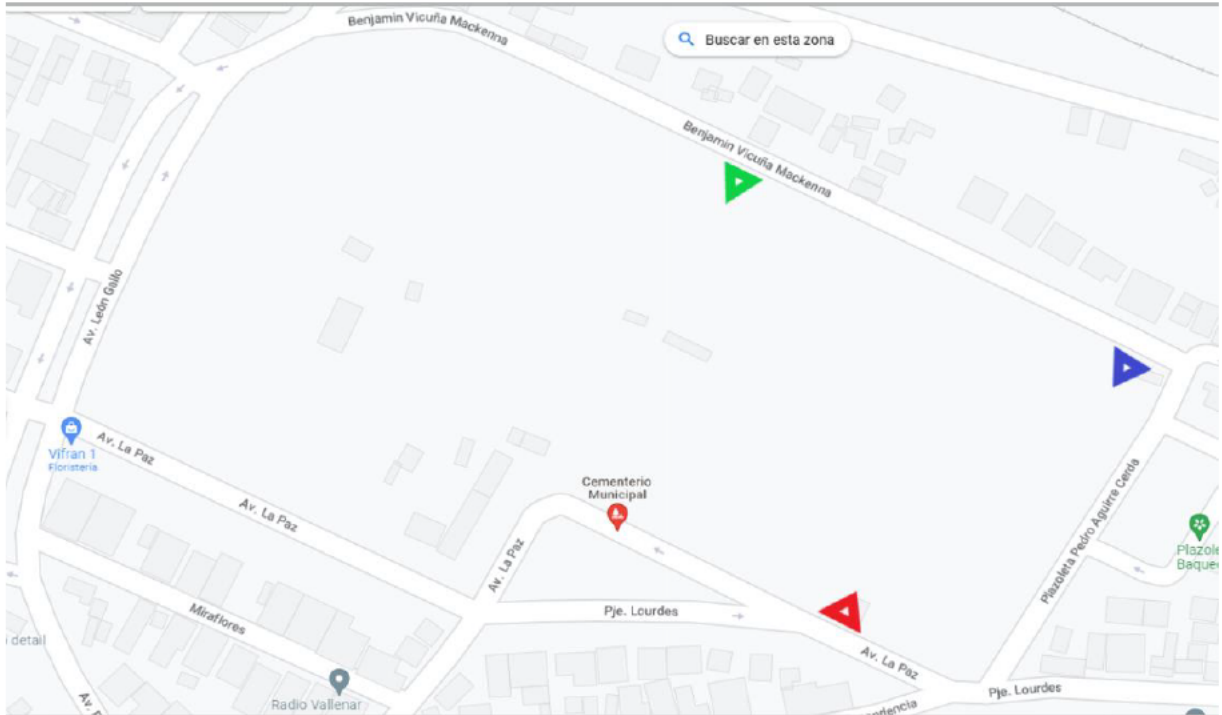 Benjamin Vicuña Mackenna
Buscar en esta zona
Benjamin Vicuña Mackenna
Av. León Gallo
Vifran 1
Floristería
Av. La Paz
Av. La Paz
Cementerio
Municipal
Av. La Paz
Plazoleta Pedro Aguirre Cerda
Pje. Lourdes
Miraflores
detail
Av. La Paz
Radio Vallenar
Pje. Lourdes